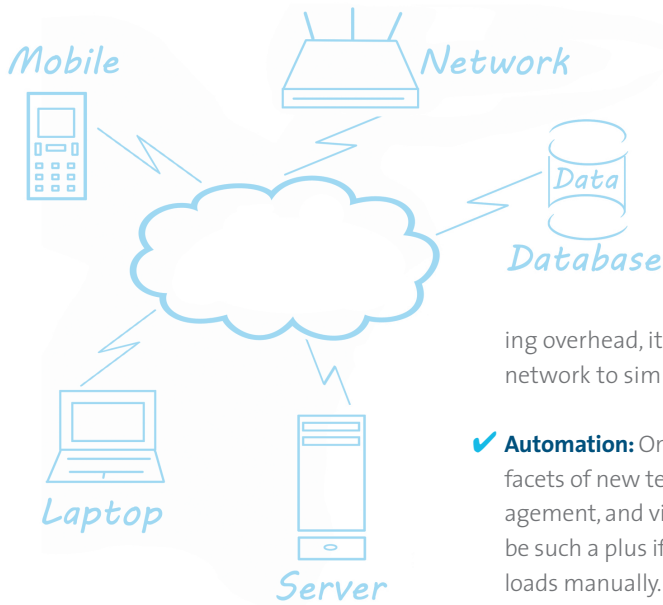 Mobile
Network
Data
Database
Laptop
Server
ing overhead, it
network to sim
✔ Automation: On
facets of new te
agement, and vi
be such a plus if
loads manually.